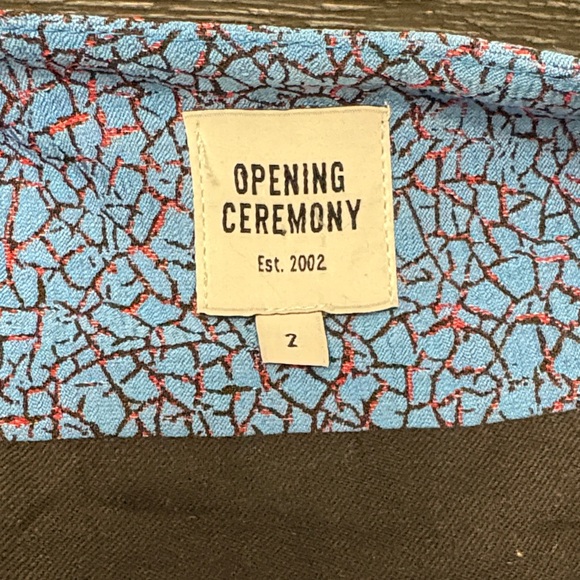 OPENING
CEREMONY
Est. 2002
2